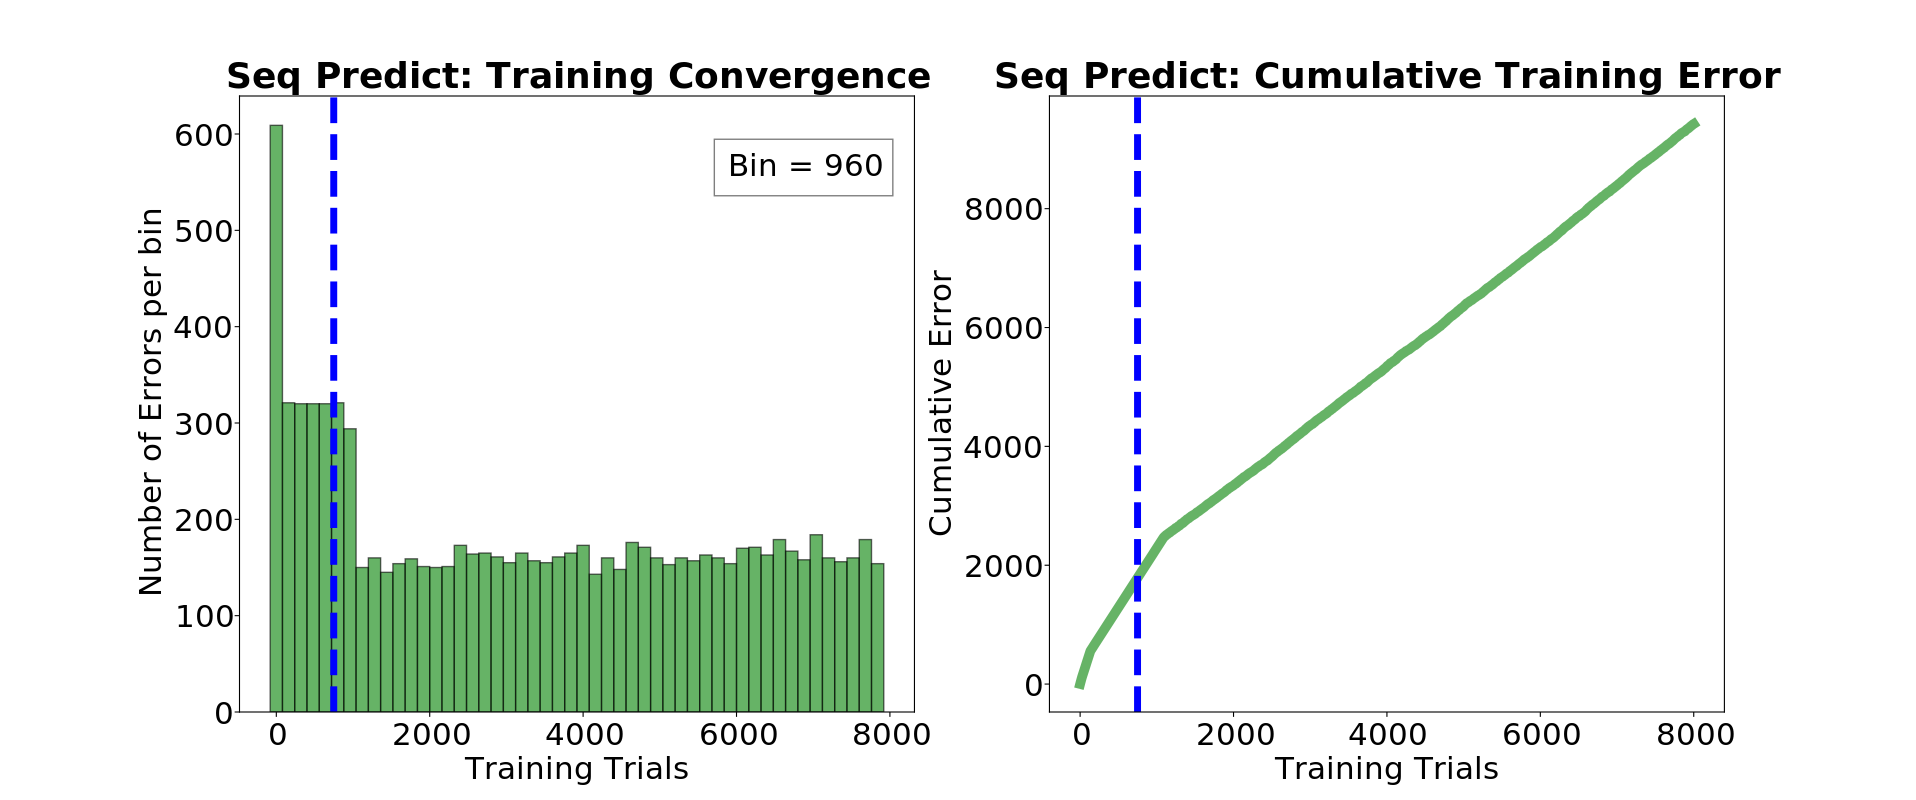 Seq Predict: Training Convergence
Number of Errors per bin
600
500
400
300
200
100
0
Bin = 960
0 2000 4000 6000 8000
Training Trials
Seq Predict: Cumulative Training Error
Cumulative Error
8000
6000
4000
2000
0
0 2000 4000 6000 8000
Training Trials